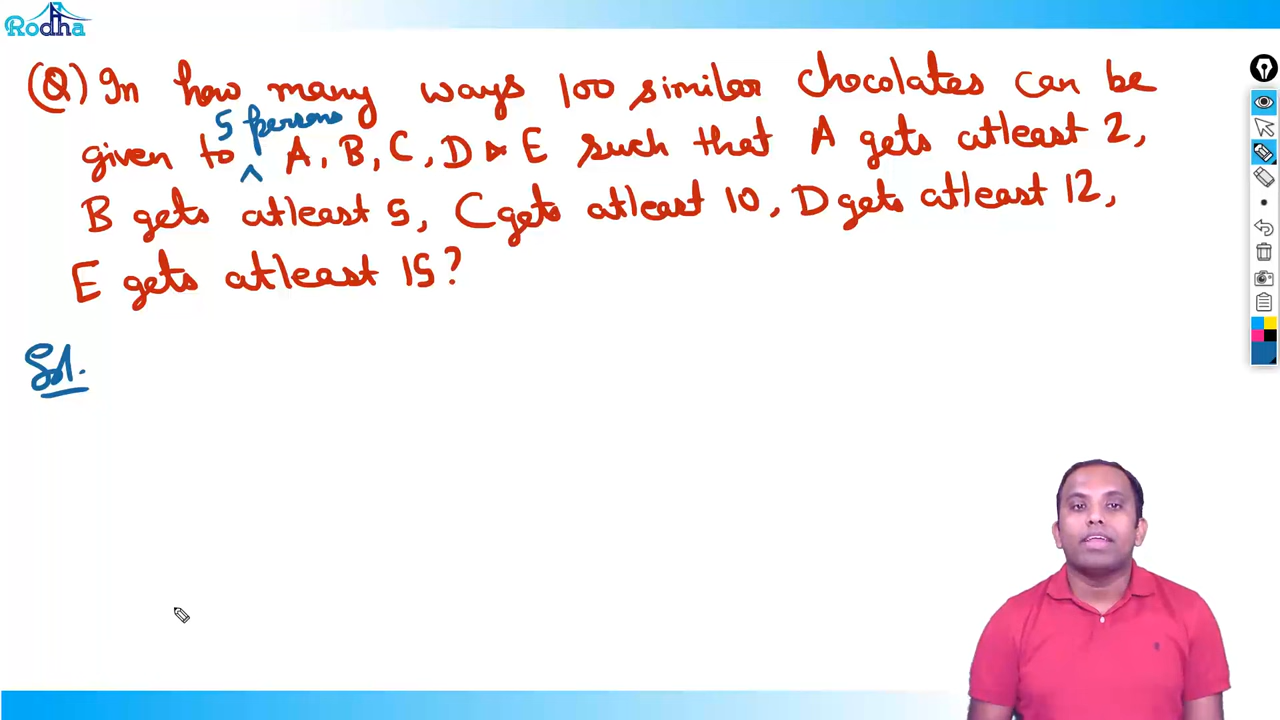 Rodha
(Q) In how many ways 100 similar chocolates can be
given to 5 persons A, B, C, D & E such that A gets atleast 2,
B gets atleast 5, C gets atleast 10, D gets atleast 12,
E gets atleast 15?
Sol.